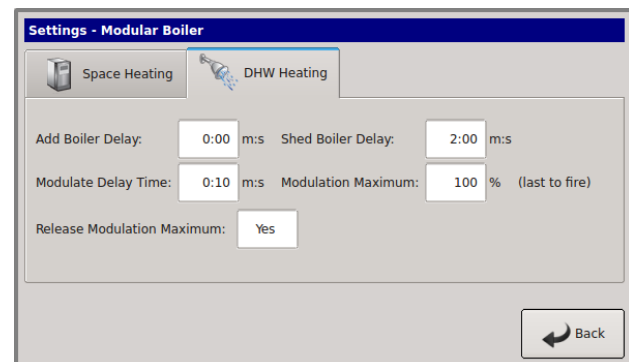 Settings - Modular Boiler
Space Heating DHW Heating
Add Boiler Delay: 0:00 m:s Shed Boiler Delay: 2:00 m:s
Modulate Delay Time: 0:10 m:s Modulation Maximum: 100 % (last to fire)
Release Modulation Maximum: Yes
Back